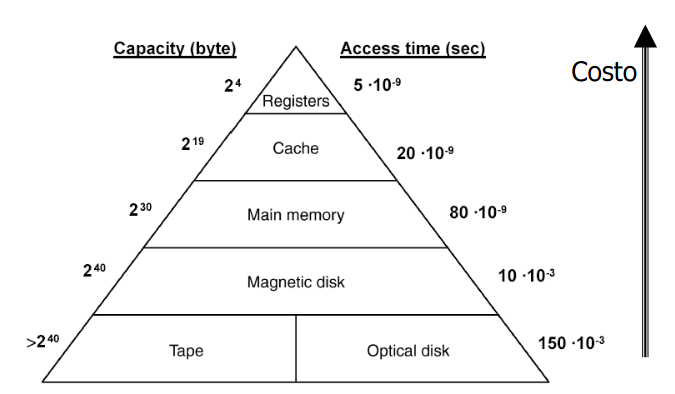 Capacity (byte) Access time (sec)
Costo
2⁴ 5 ·10⁻⁹
Registers
2¹⁹ Cache 20 ·10⁻⁹
2³⁰ Main memory 80 ·10⁻⁹
2⁴⁰ Magnetic disk 10 ·10⁻³
>2⁴⁰ Tape Optical disk 150 ·10⁻³